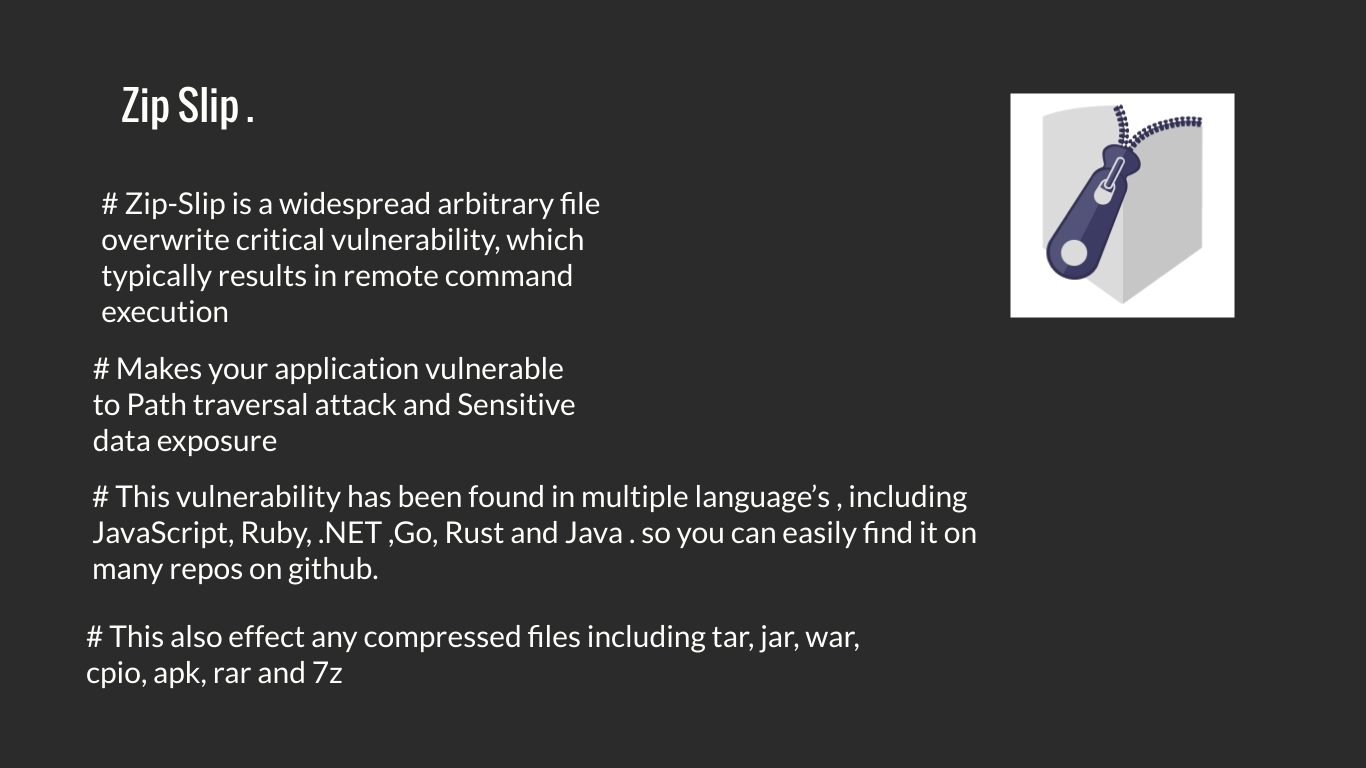 Zip Slip .
# Zip-Slip is a widespread arbitrary file
overwrite critical vulnerability, which
typically results in remote command
execution
# Makes your application vulnerable
to Path traversal attack and Sensitive
data exposure
# This vulnerability has been found in multiple language’s , including
JavaScript, Ruby, .NET ,Go, Rust and Java . so you can easily find it on
many repos on github.
# This also effect any compressed files including tar, jar, war,
cpio, apk, rar and 7z